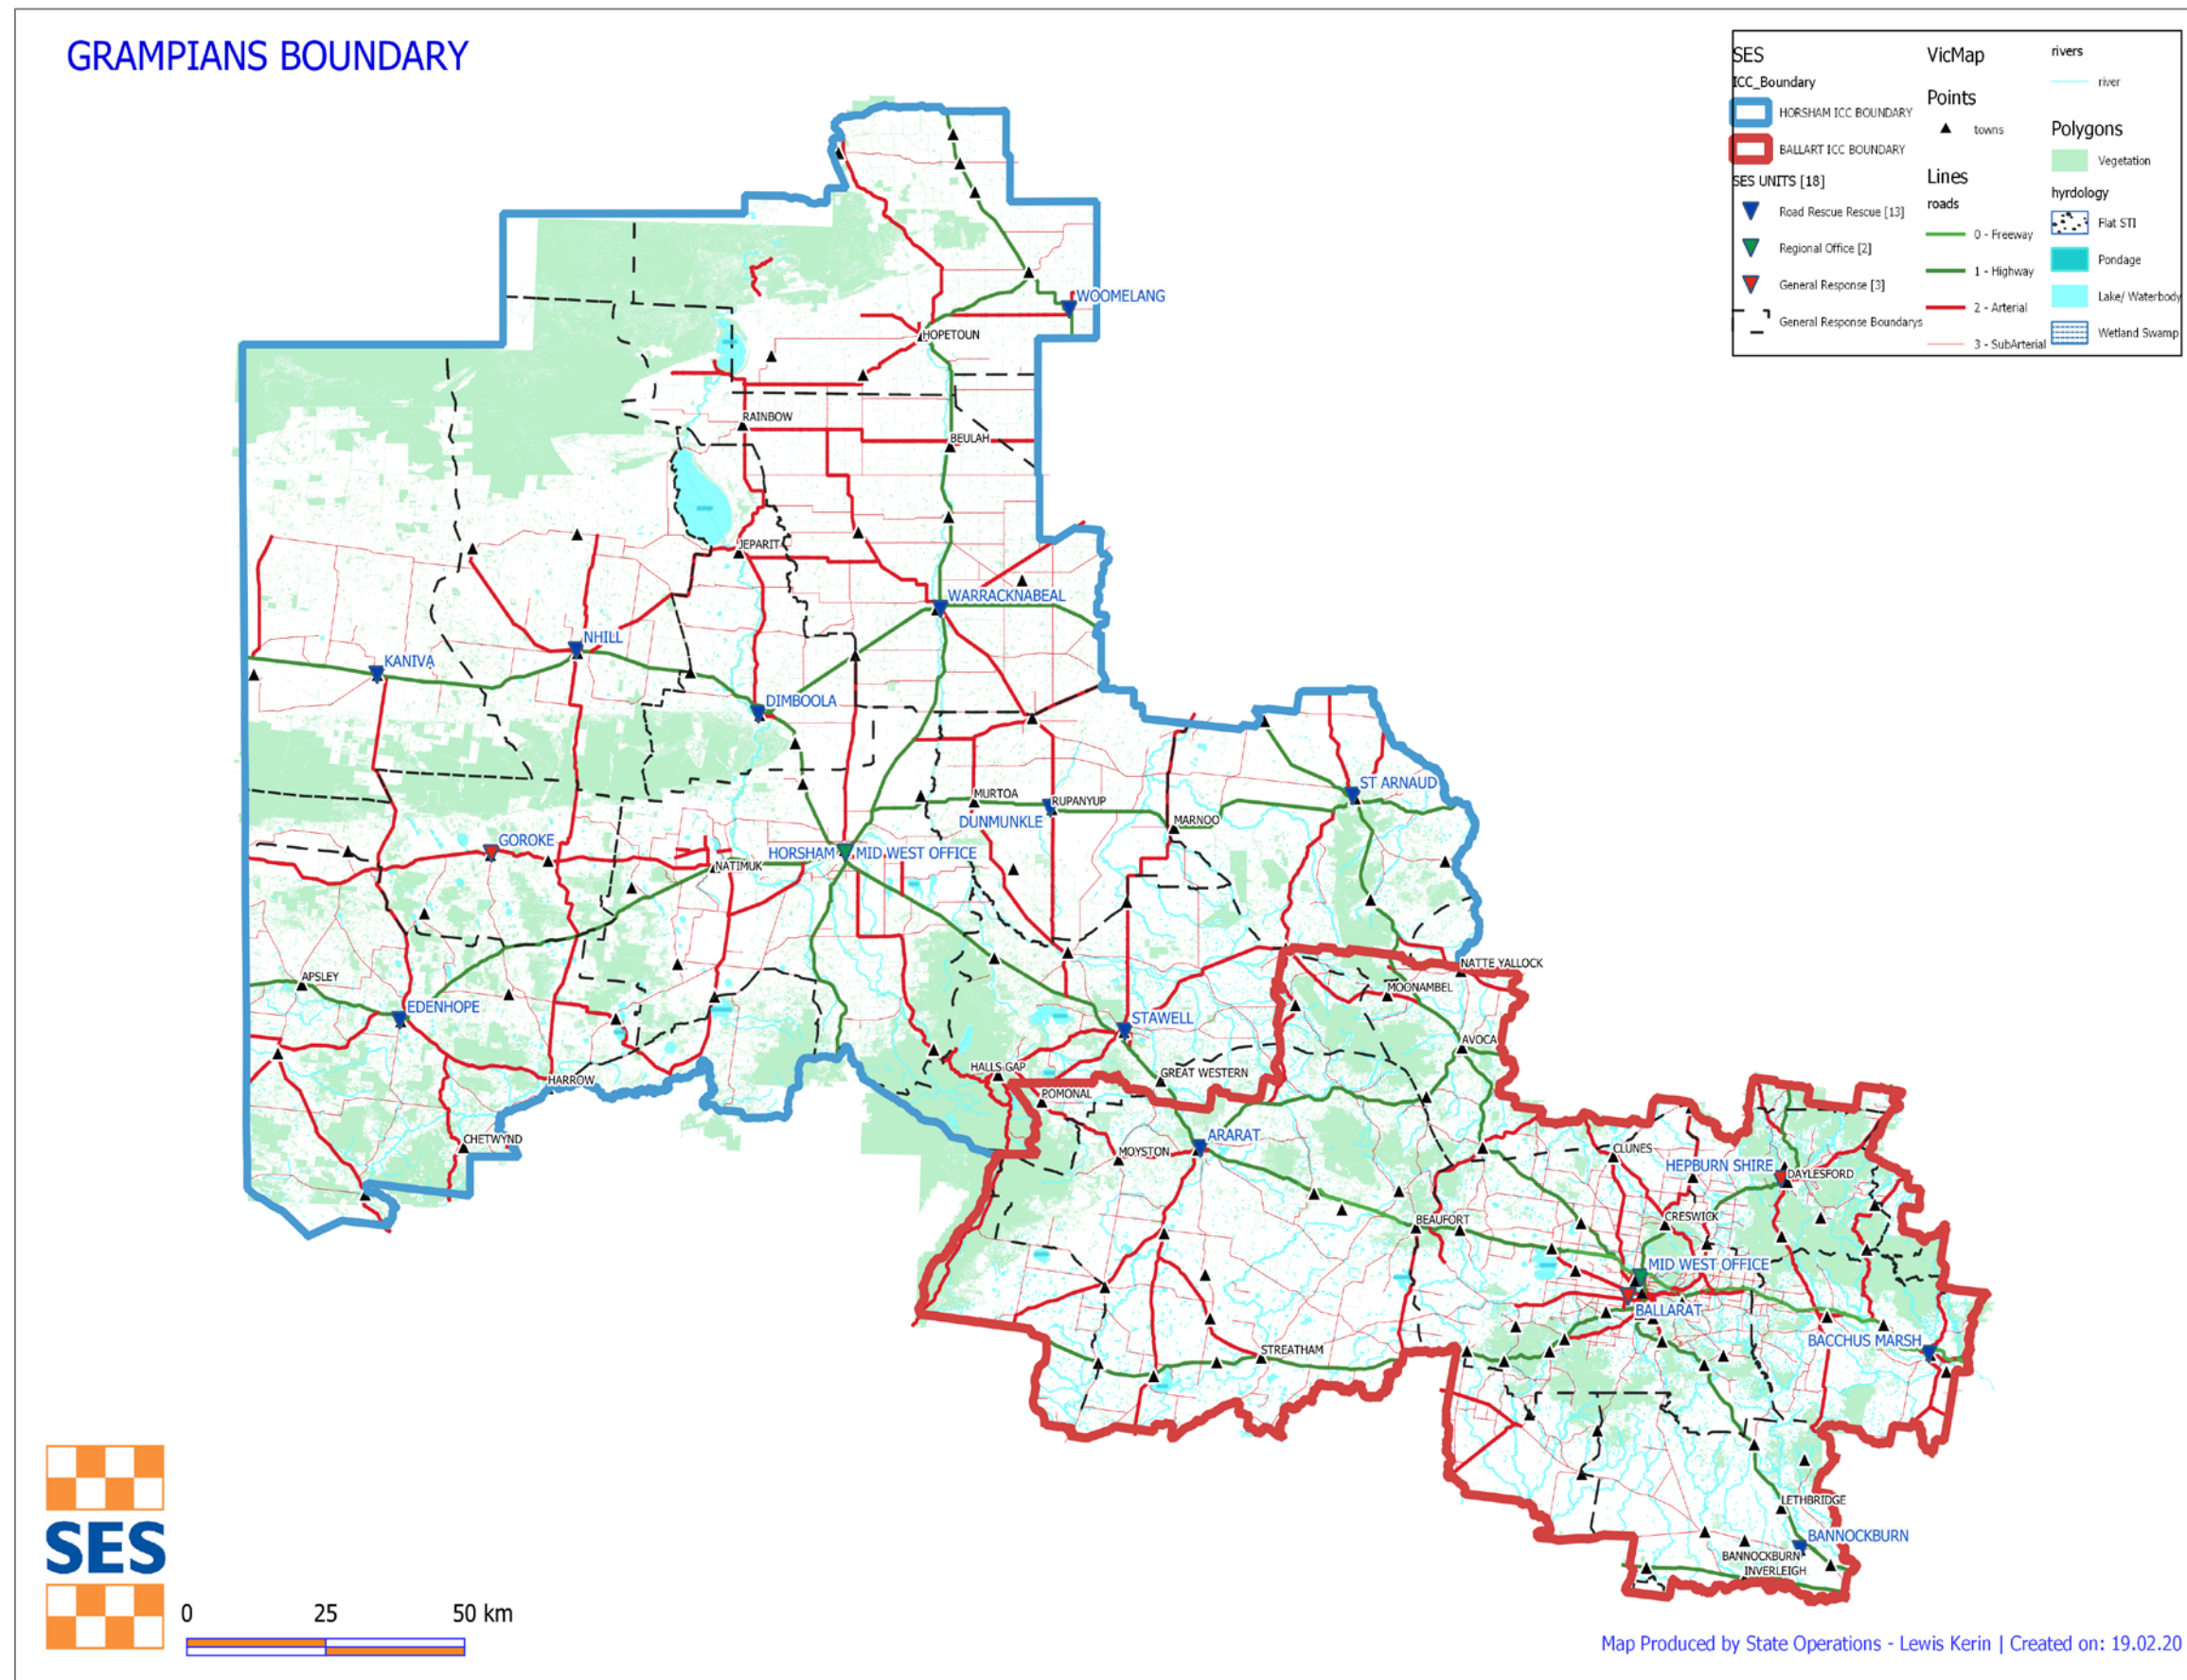 GRAMPIANS BOUNDARY
SES
ICC_Boundary
HORSHAM ICC BOUNDARY
BALLART ICC BOUNDARY
SES UNITS [18]
Road Rescue Rescue [13]
Regional Office [2]
General Response [3]
General Response Boundarys
VicMap
Points
towns
Lines
roads
0 - Freeway
1 - Highway
2 - Arterial
3 - SubArterial
rivers
river
Polygons
Vegetation
hyrdology
Flat STI
Pondage
Lake/ Waterbody
Wetland Swamp
WOOMELANG
HOPETOUN
RAINBOW
BEULAH
JEPARIT
WARRACKNABEAL
NHILL
KANIVA
DIMBOOLA
ST ARNAUD
MURTOA
RUPANYUP
DUNMUNKLE
MARNOO
GOROKE
HORSHAM
MID WEST OFFICE
NATIMUK
NATTE YALLOCK
APSLEY
MOONAMBEL
EDENHOPE
STAWELL
AVOCA
HALLS GAP
GREAT WESTERN
HARROW
POMONAL
CHETWYND
ARARAT
MOYSTON
CLUNES
HEPBURN SHIRE
DAYLESFORD
BEAUFORT
CRESWICK
MID WEST OFFICE
BALLARAT
BACCHUS MARSH
STREATHAM
LETHBRIDGE
BANNOCKBURN
BANNOCKBURN
INVERLEIGH
SES
0 25 50 km
Map Produced by State Operations - Lewis Kerin | Created on: 19.02.20